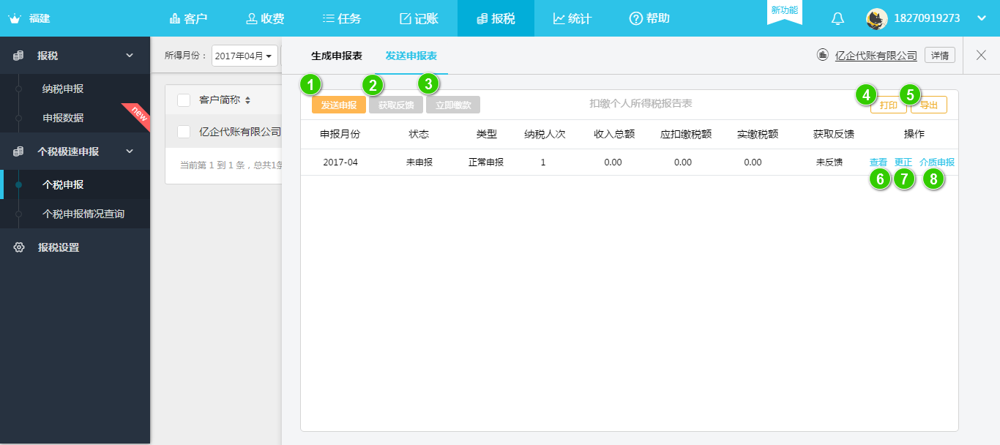 福建
客户
收费
任务
记账
报税
统计
帮助
新功能
18270919273
报税
纳税申报
申报数据
new
个税极速申报
个税申报
个税申报情况查询
报税设置
所得月份：
2017年04月
客户简称
亿企代账有限公司
当前第 1 到 1 条，总共1条
生成申报表
发送申报表
亿企代账有限公司
详情
1
2
3
4
5
发送申报
获取反馈
立即缴款
扣缴个人所得税报告表
打印
导出
申报月份 状态 类型 纳税人次 收入总额 应扣缴税额 实缴税额 获取反馈 操作
2017-04 未申报 正常申报 1 0.00 0.00 0.00 未反馈 查看 更正 介质申报
6
7
8